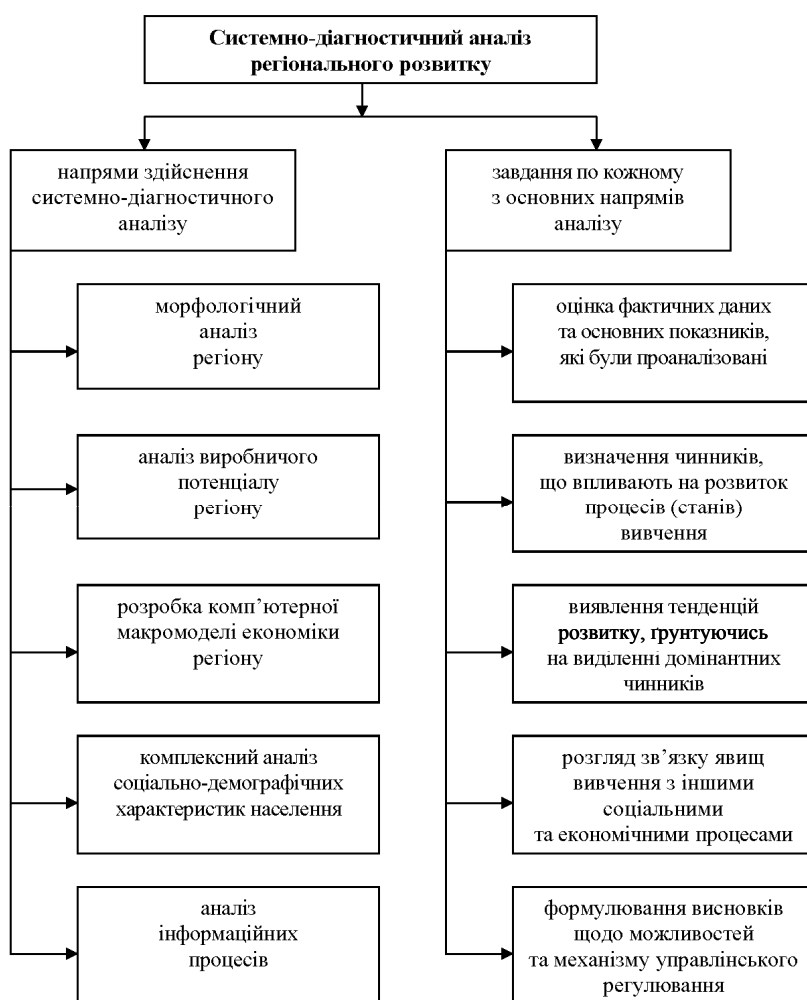 Системно-діагностичний аналіз
регіонального розвитку
напрями здійснення
системно-діагностичного
аналізу
морфологічний
аналіз
регіону
аналіз виробничого
потенціалу
регіону
розробка комп’ютерної
макромоделі економіки
регіону
комплексний аналіз
соціально-демографічних
характеристик населення
аналіз
інформаційних
процесів
завдання по кожному
з основних напрямів
аналізу
оцінка фактичних даних
та основних показників,
які були проаналізовані
визначення чинників,
що впливають на розвиток
процесів (станів)
вивчення
виявлення тенденцій
розвитку, ґрунтуючись
на виділенні домінантних
чинників
розгляд зв’язку явищ
вивчення з іншими
соціальними
та економічними процесами
формулювання висновків
щодо можливостей
та механізму управлінського
регулювання